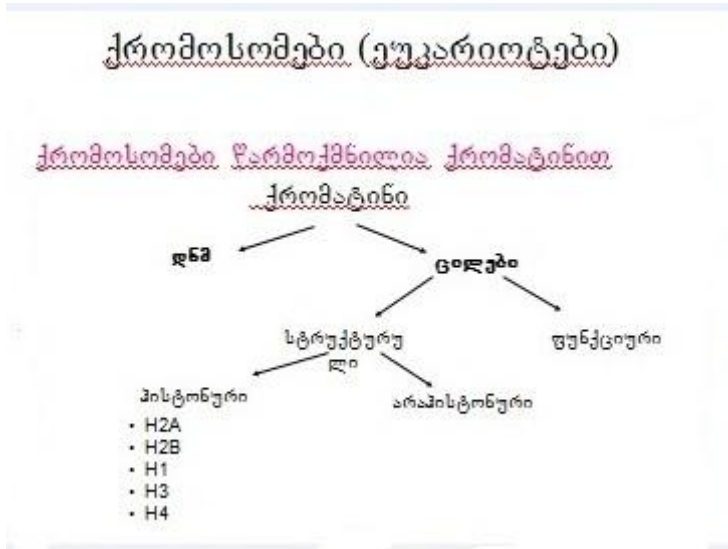 ქრომოსომები (ეუკარიოტები)
ქრომოსომები წარმოქმნილია ქრომატინით
ქრომატინი
დნმ
ცილები
სტრუქტურუ
ლი
ფუნქციური
ჰისტონური
არაჰისტონური
• H2A
• H2B
• H1
• H3
• H4